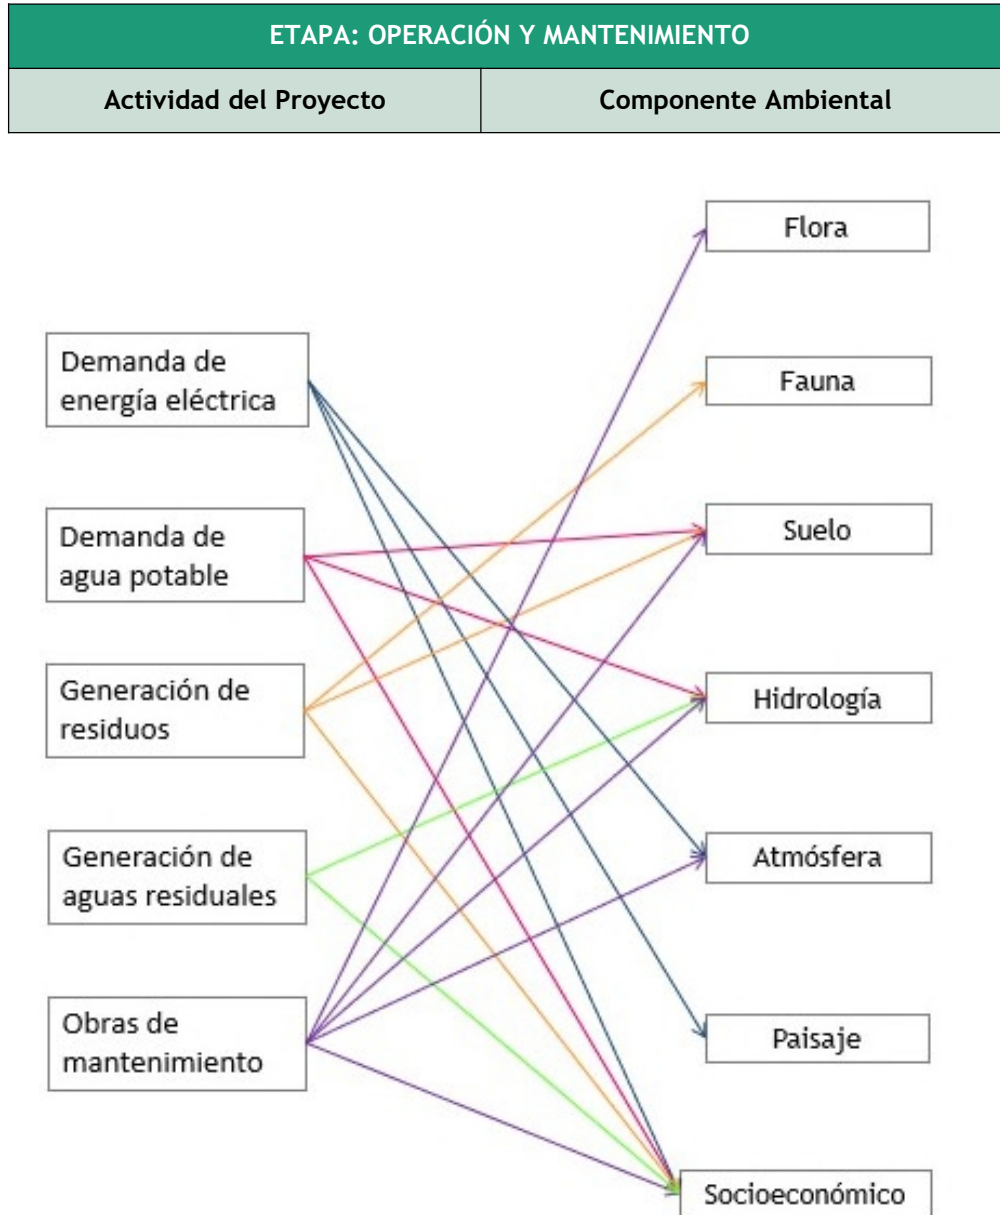 ETAPA: OPERACIÓN Y MANTENIMIENTO
Actividad del Proyecto
Componente Ambiental
Demanda de
energía eléctrica
Demanda de
agua potable
Generación de
residuos
Generación de
aguas residuales
Obras de
mantenimiento
Flora
Fauna
Suelo
Hidrología
Atmósfera
Paisaje
Socioeconómico